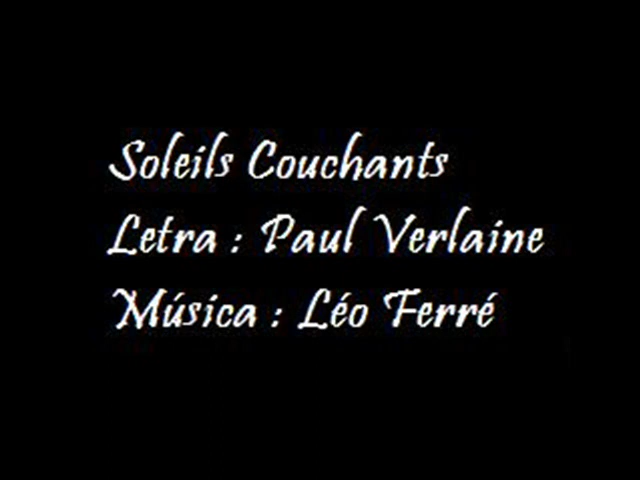 Soleils Couchants
Letra : Paul Verlaine
Música : Léo Ferré